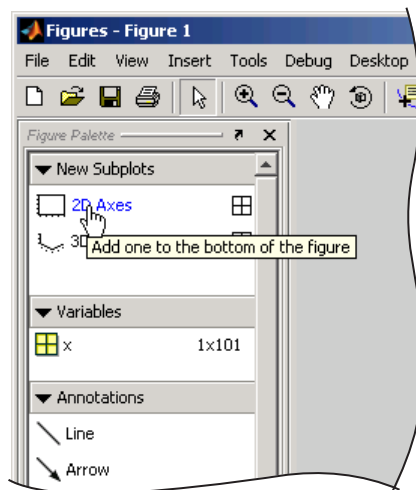 Figures - Figure 1
File Edit View Insert Tools Debug Desktop
Figure Palette
New Subplots
2D Axes
3D
Add one to the bottom of the figure
Variables
x 1x101
Annotations
Line
Arrow